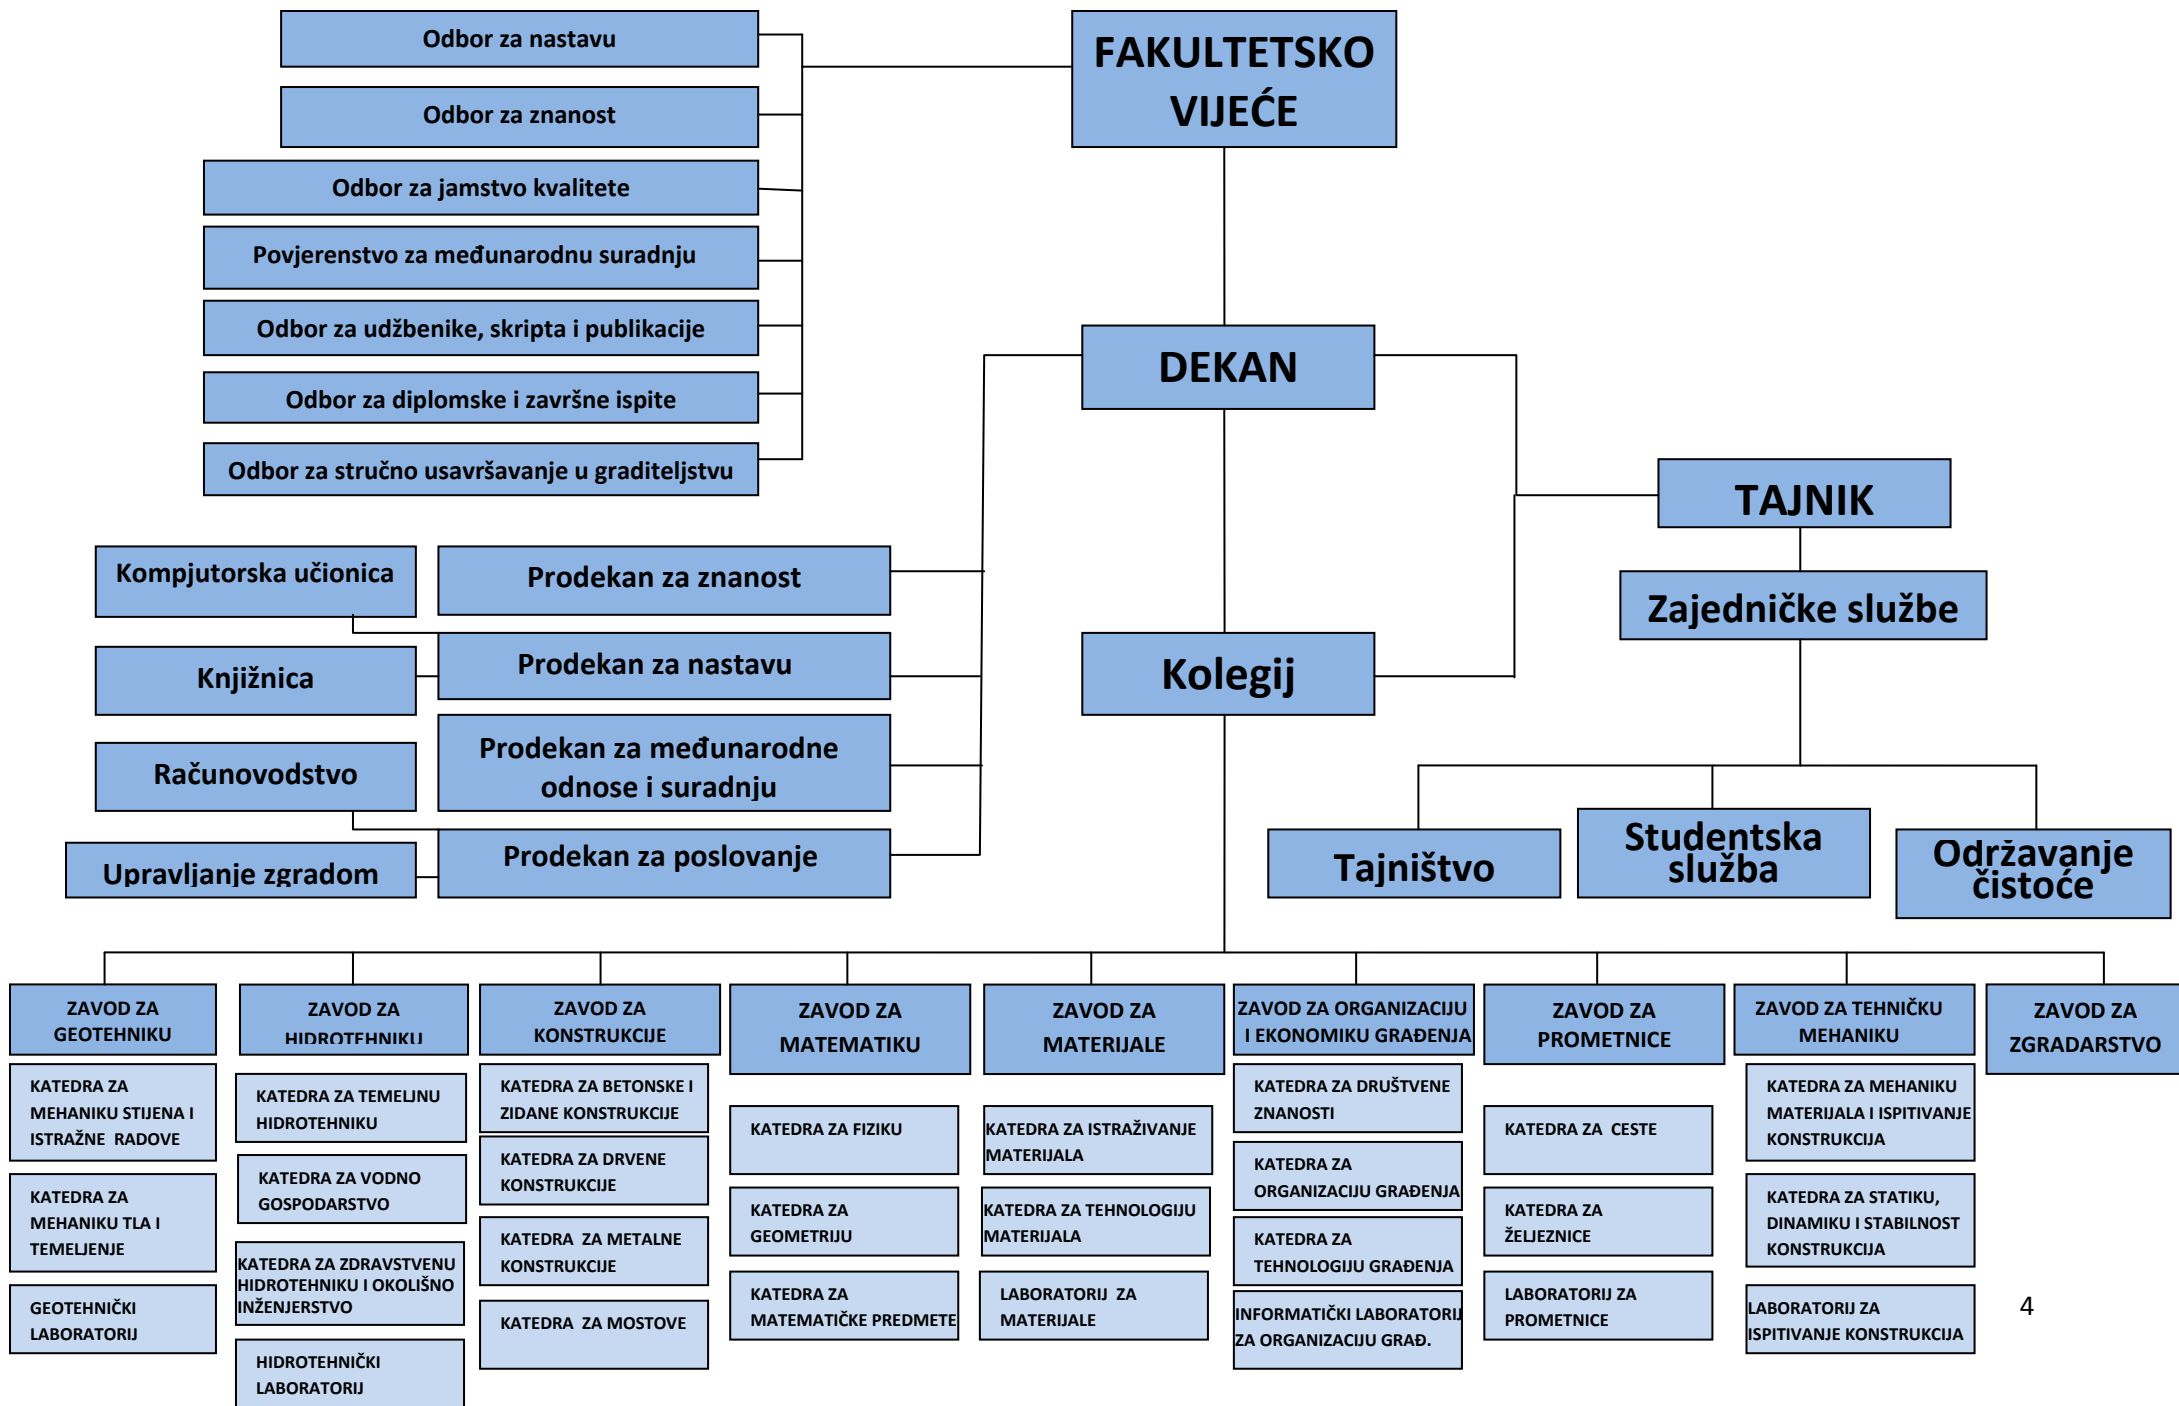 Odbor za nastavu
FAKULTETSKO
VIJEĆE
Odbor za znanost
Odbor za jamstvo kvalitete
Povjerenstvo za međunarodnu suradnju
Odbor za udžbenike, skripta i publikacije
Odbor za diplomske i završne ispite
Odbor za stručno usavršavanje u graditeljstvu
DEKAN
TAJNIK
Zajedničke službe
Kompjutorska učionica
Prodekan za znanost
Knjižnica
Prodekan za nastavu
Kolegij
Računovodstvo
Prodekan za međunarodne
odnose i suradnju
Upravljanje zgradom
Prodekan za poslovanje
Tajništvo
Studentska
služba
Održavanje
čistoće
ZAVOD ZA
GEOTEHNIKU
KATEDRA ZA
MEHANIKU STIJENA I
ISTRAŽNE RADOVE
KATEDRA ZA
MEHANIKU TLA I
TEMELJENJE
GEOTEHNIČKI
LABORATORIJ
ZAVOD ZA
HIDROTEHNIKU
KATEDRA ZA TEMELJNU
HIDROTEHNIKU
KATEDRA ZA VODNO
GOSPODARSTVO
KATEDRA ZA ZDRAVSTVENU
HIDROTEHNIKU I OKOLIŠNO
INŽENJERSTVO
HIDROTEHNIČKI
LABORATORIJ
ZAVOD ZA
KONSTRUKCIJE
KATEDRA ZA BETONSKE I
ZIDANE KONSTRUKCIJE
KATEDRA ZA DRVENE
KONSTRUKCIJE
KATEDRA ZA METALNE
KONSTRUKCIJE
KATEDRA ZA MOSTOVE
ZAVOD ZA
MATEMATIKU
KATEDRA ZA FIZIKU
KATEDRA ZA
GEOMETRIJU
KATEDRA ZA
MATEMATIČKE PREDMETE
ZAVOD ZA
MATERIJALE
KATEDRA ZA ISTRAŽIVANJE
MATERIJALA
KATEDRA ZA TEHNOLOGIJU
MATERIJALA
LABORATORIJ ZA
MATERIJALE
ZAVOD ZA ORGANIZACIJU
I EKONOMIKU GRAĐENJA
KATEDRA ZA DRUŠTVENE
ZNANOSTI
KATEDRA ZA
ORGANIZACIJU GRAĐENJA
KATEDRA ZA
TEHNOLOGIJU GRAĐENJA
INFORMATIČKI LABORATORIJ
ZA ORGANIZACIJU GRAĐ.
ZAVOD ZA
PROMETNICE
KATEDRA ZA CESTE
KATEDRA ZA
ŽELJEZNICE
LABORATORIJ ZA
PROMETNICE
ZAVOD ZA TEHNIČKU
MEHANIKU
KATEDRA ZA MEHANIKU
MATERIJALA I ISPITIVANJE
KONSTRUKCIJA
KATEDRA ZA STATIKU,
DINAMIKU I STABILNOST
KONSTRUKCIJA
LABORATORIJ ZA
ISPITIVANJE KONSTRUKCIJA
ZAVOD ZA
ZGRADARSTVO
4